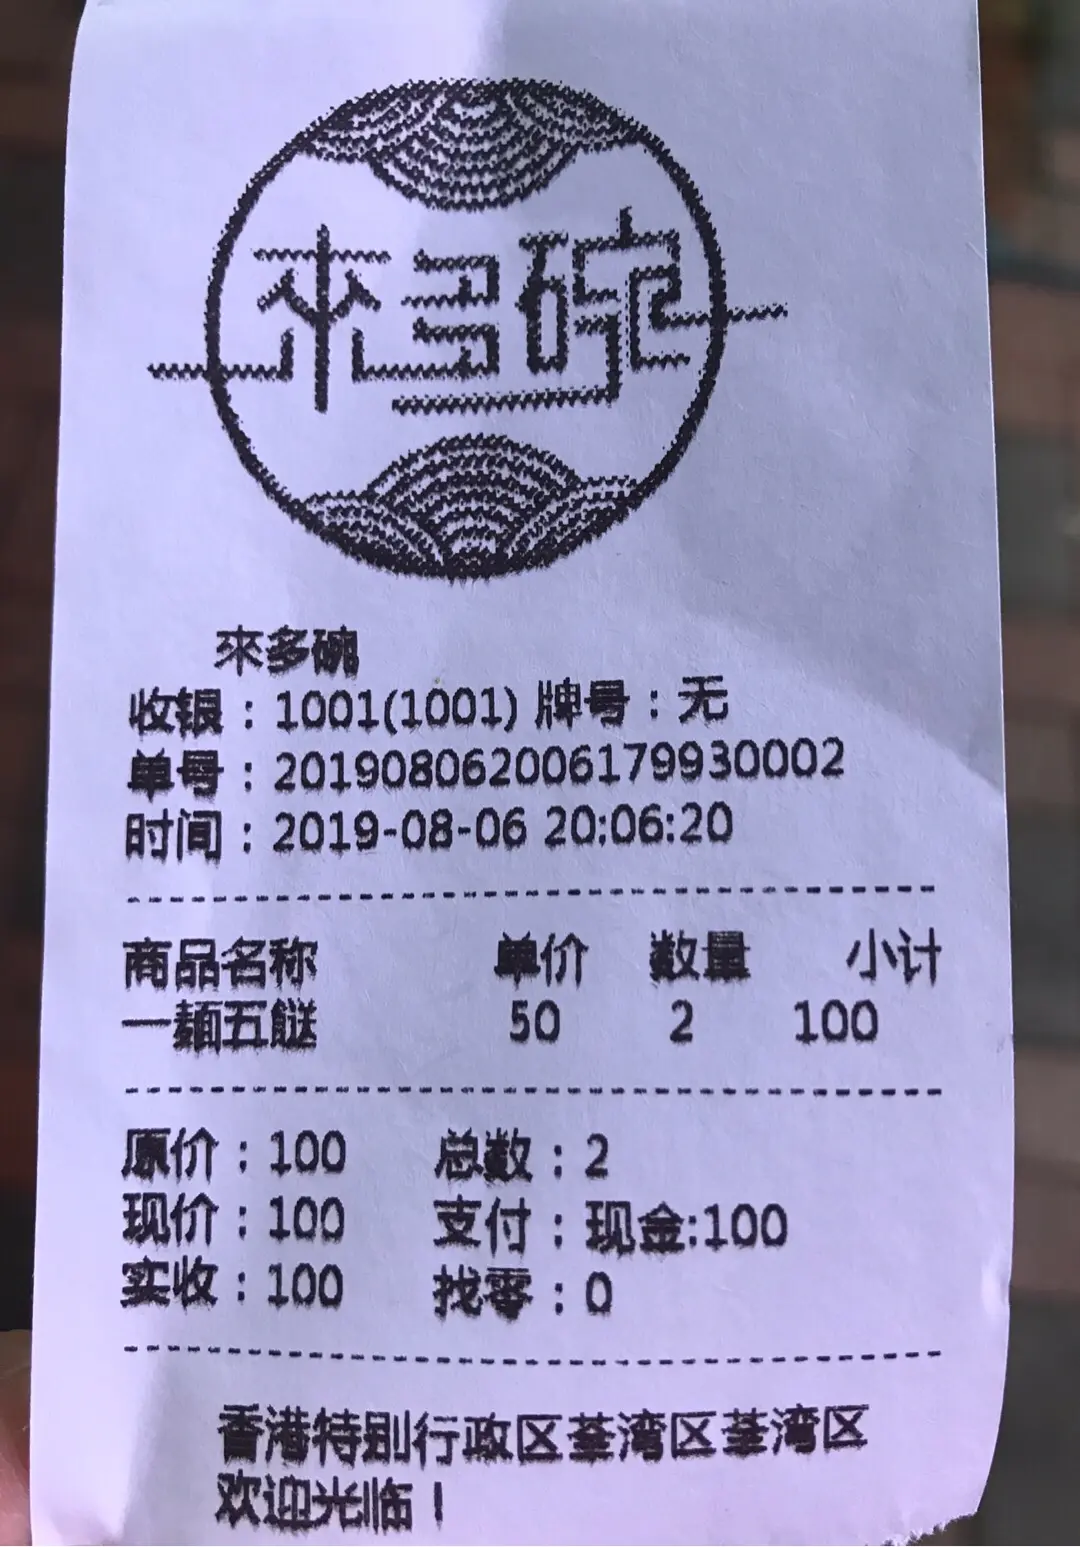 來多碗
來多碗
收银：1001(1001) 牌号：无
单号：2019080620061799​30002
时间：2019-08-06 20:06:20
商品名称 单价 数量 小计
一麵五餸 50 2 100
原价：100 总数：2
现价：100 支付：现金:100
实收：100 找零：0
香港特别行政区荃湾区荃湾区
欢迎光临！